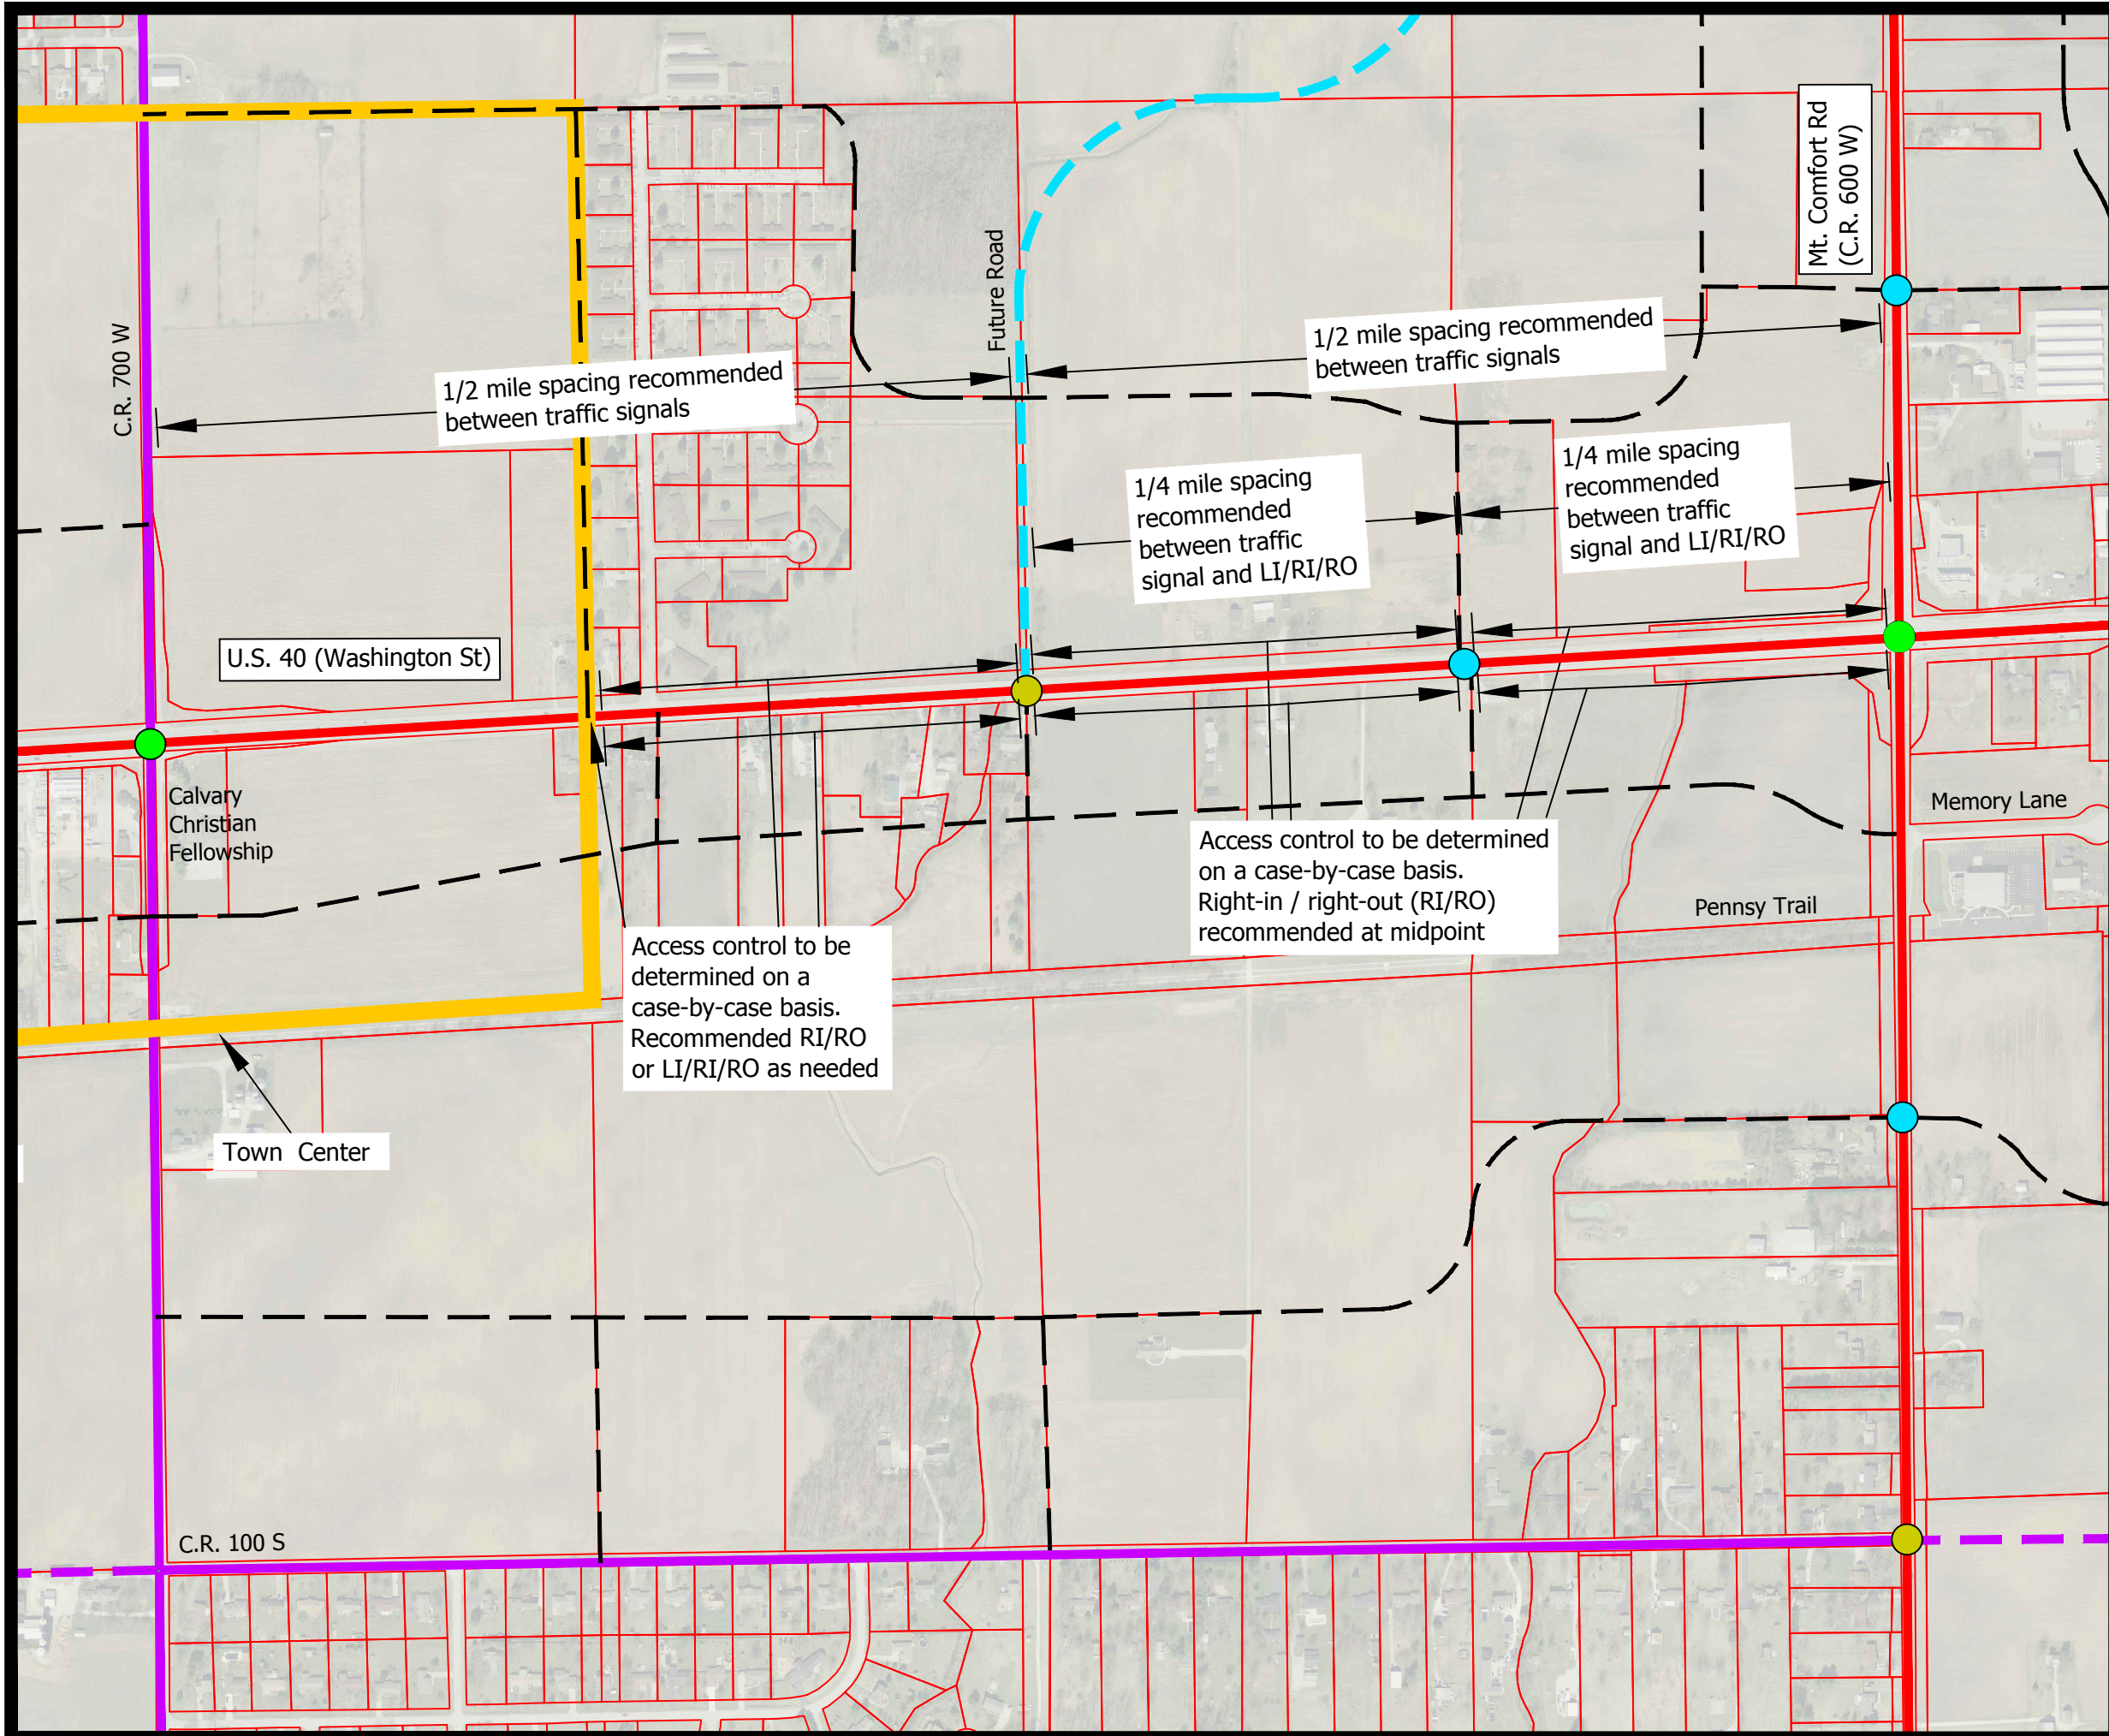 Mt. Comfort Rd
(C.R. 600 W)
Future Road
C.R. 700 W
1/2 mile spacing recommended
between traffic signals
1/2 mile spacing recommended
between traffic signals
1/4 mile spacing
recommended
between traffic
signal and LI/RI/RO
1/4 mile spacing
recommended
between traffic
signal and LI/RI/RO
U.S. 40 (Washington St)
Calvary
Christian
Fellowship
Memory Lane
Access control to be determined
on a case-by-case basis.
Right-in / right-out (RI/RO)
recommended at midpoint
Pennsy Trail
Access control to be
determined on a
case-by-case basis.
Recommended RI/RO
or LI/RI/RO as needed
Town Center
C.R. 100 S